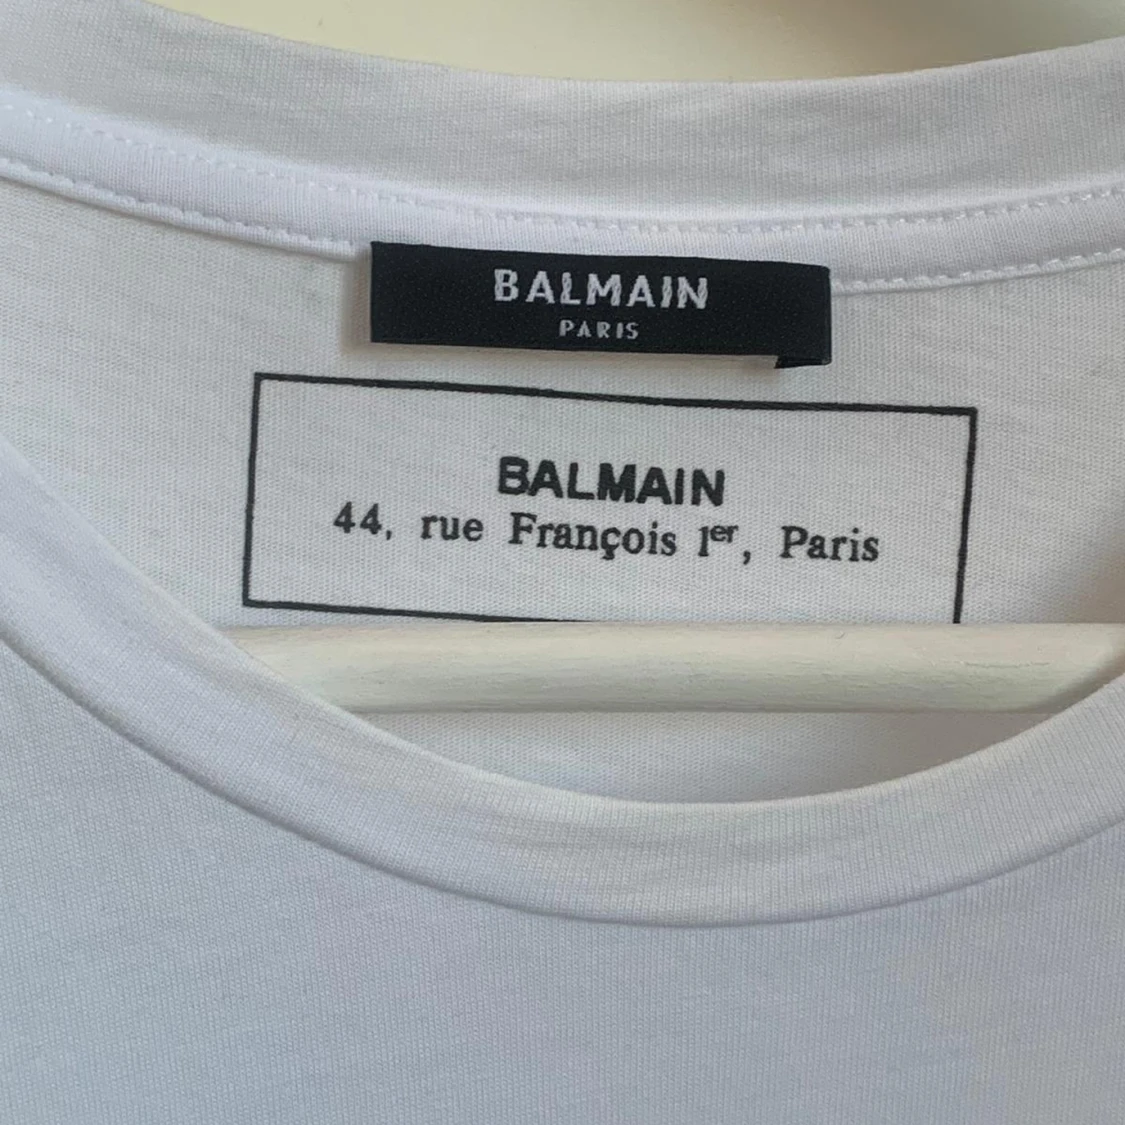 BALMAIN
PARIS
BALMAIN
44, rue François 1er, Paris